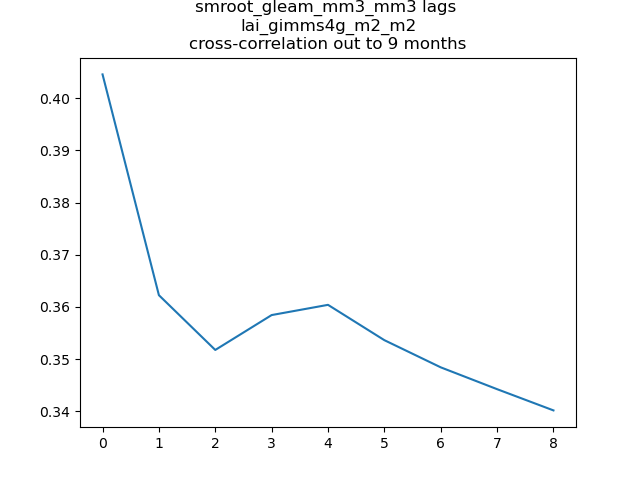 smroot_gleam_mm3_mm3 lags
lai_gimms4g_m2_m2
cross-correlation out to 9 months
0.40
0.39
0.38
0.37
0.36
0.35
0.34
0 1 2 3 4 5 6 7 8